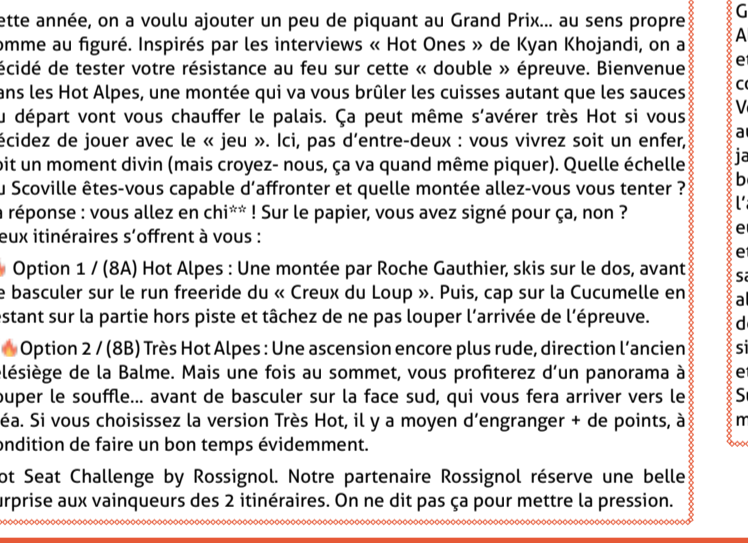 ette année, on a voulu ajouter un peu de piquant au Grand Prix... au sens propre
omme au figuré. Inspirés par les interviews « Hot Ones » de Kyan Khojandi, on a
écidé de tester votre résistance au feu sur cette « double » épreuve. Bienvenue
ans les Hot Alpes, une montée qui va vous brûler les cuisses autant que les sauces
u départ vont vous chauffer le palais. Ça peut même s'avérer très Hot si vous
écidez de jouer avec le « jeu ». Ici, pas d'entre-deux : vous vivrez soit un enfer,
oit un moment divin (mais croyez- nous, ça va quand même piquer). Quelle échelle
u Scoville êtes-vous capable d'affronter et quelle montée allez-vous vous tenter ?
a réponse : vous allez en chi** ! Sur le papier, vous avez signé pour ça, non ?
eux itinéraires s'offrent à vous :
Option 1 / (8A) Hot Alpes : Une montée par Roche Gauthier, skis sur le dos, avant
e basculer sur le run freeride du « Creux du Loup ». Puis, cap sur la Cucumelle en
estant sur la partie hors piste et tâchez de ne pas louper l'arrivée de l'épreuve.
Option 2 / (8B) Très Hot Alpes : Une ascension encore plus rude, direction l'ancien
élésiège de la Balme. Mais une fois au sommet, vous profiterez d'un panorama à
ouper le souffle... avant de basculer sur la face sud, qui vous fera arriver vers le
éa. Si vous choisissez la version Très Hot, il y a moyen d'engranger + de points, à
ondition de faire un bon temps évidemment.
ot Seat Challenge by Rossignol. Notre partenaire Rossignol réserve une belle
urprise aux vainqueurs des 2 itinéraires. On ne dit pas ça pour mettre la pression.